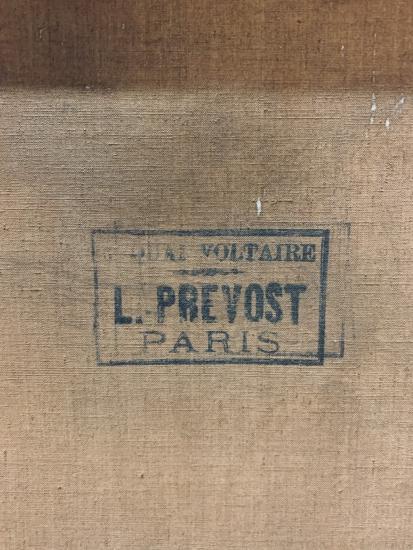 QUAI VOLTAIRE
L. PREVOST
PARIS